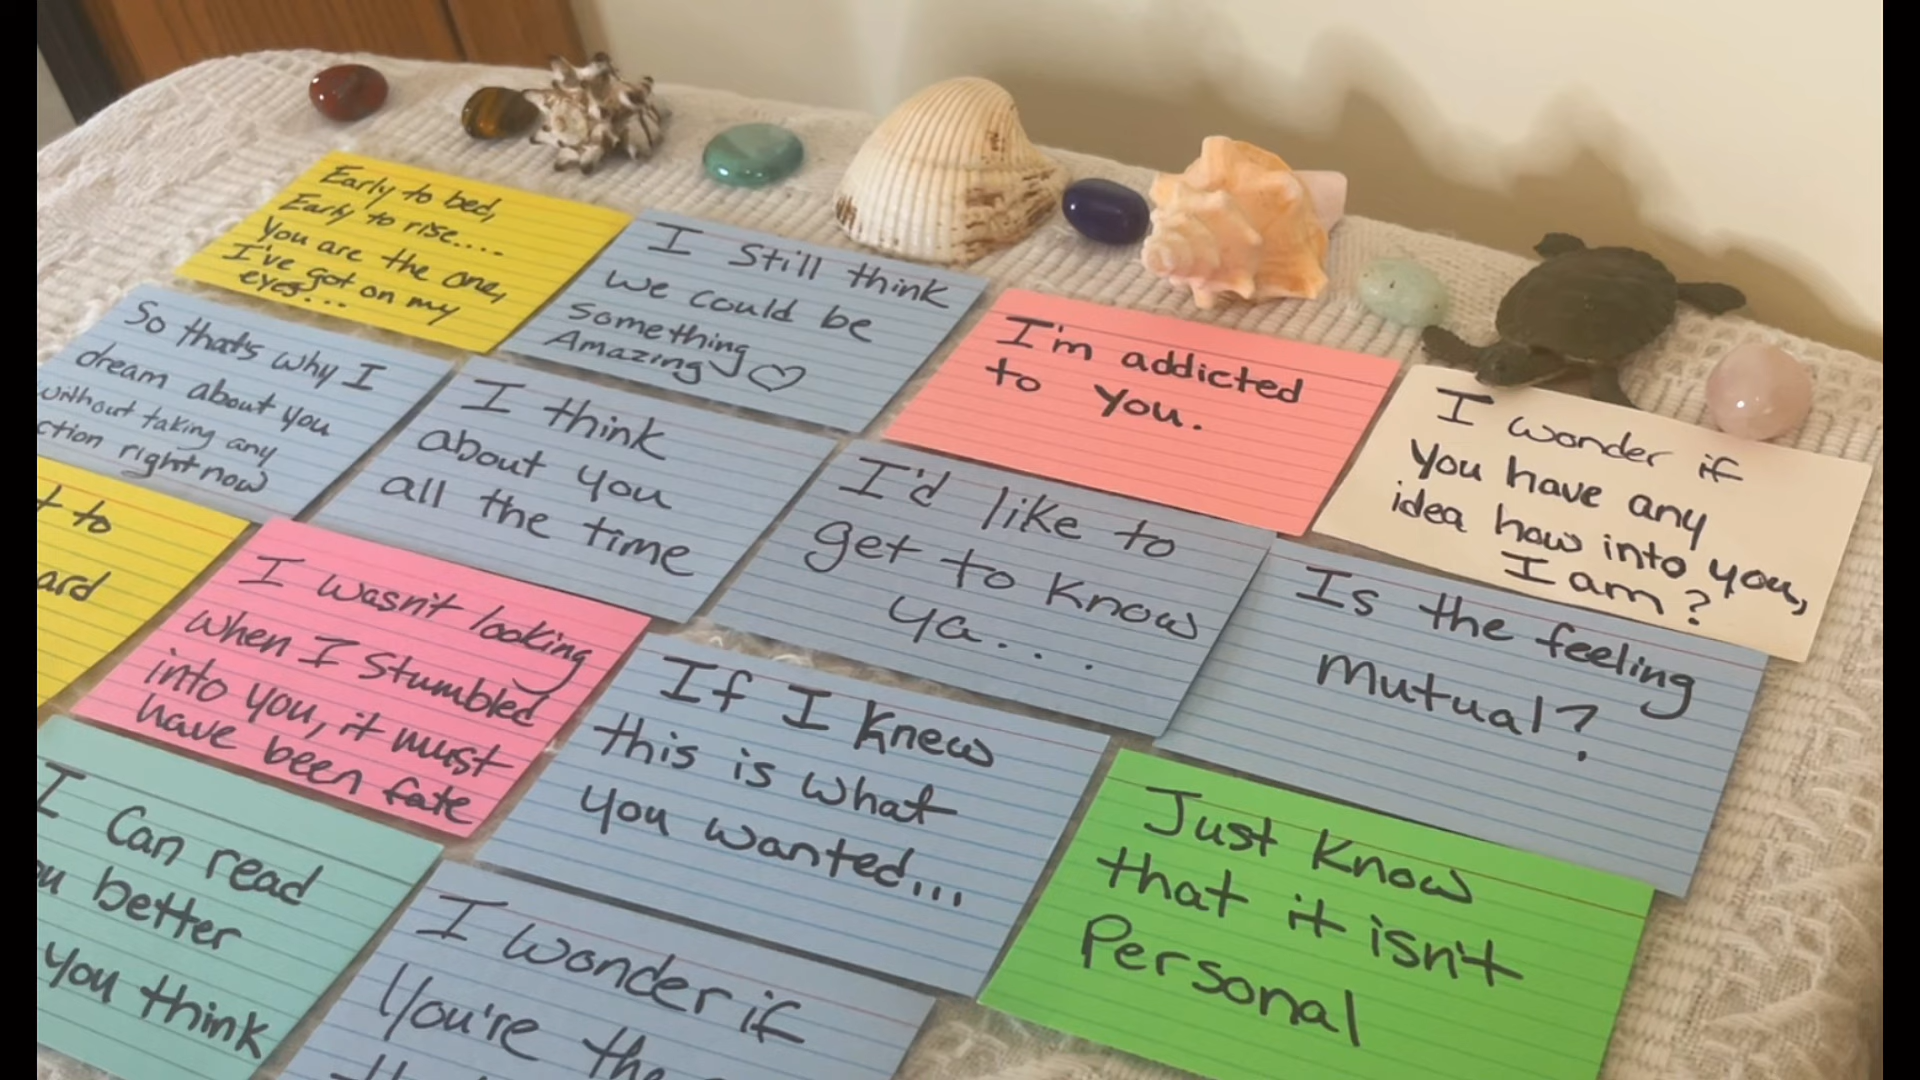 Early to bed,
Early to rise....
You are the one,
I've got on my
eyes...
I Still think
we could be
Something
Amazing ♡
I'm addicted
to You.
I wonder if
You have any
idea how into you,
I am?
So that's why I
dream about you
without taking any
ction right now
I think
about you
all the time
I'd like to
get to know
ya...
Is the feeling
Mutual?
to
ard
I wasn't looking
when I Stumbled
into you, it must
have been fate
If I Knew
this is what
you wanted...
Just Know
that it isn't
Personal
I Can read
better
you think
I wonder if
You're the